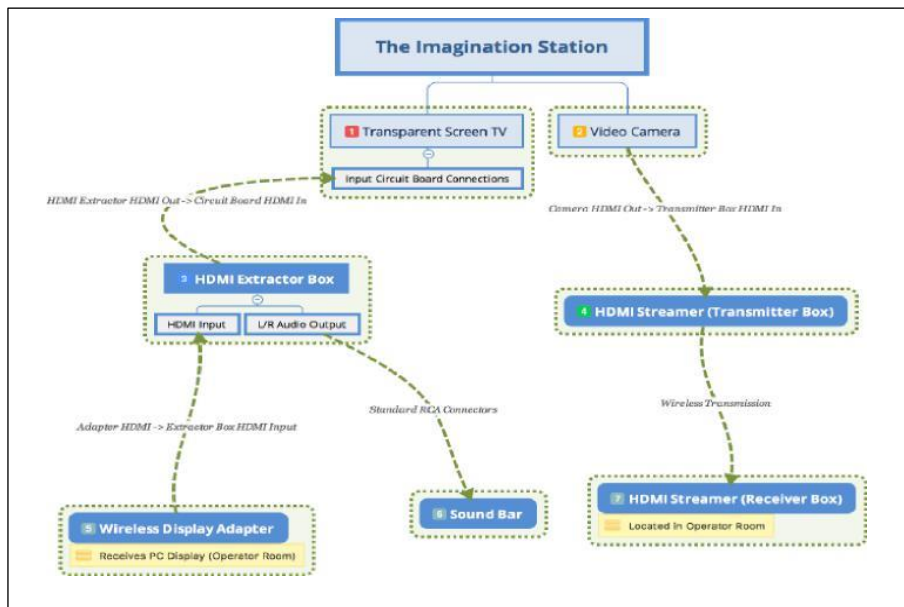 The Imagination Station
1 Transparent Screen TV
2 Video Camera
Input Circuit Board Connections
HDMI Extractor HDMI Out -> Circuit Board HDMI In
Camera HDMI Out -> Transmitter Box HDMI In
3 HDMI Extractor Box
HDMI Input
L/R Audio Output
4 HDMI Streamer (Transmitter Box)
Standard RCA Connectors
Wireless Transmission
Adapter HDMI -> Extractor Box HDMI Input
7 HDMI Streamer (Receiver Box)
6 Sound Bar
Located In Operator Room
5 Wireless Display Adapter
Receives PC Display (Operator Room)